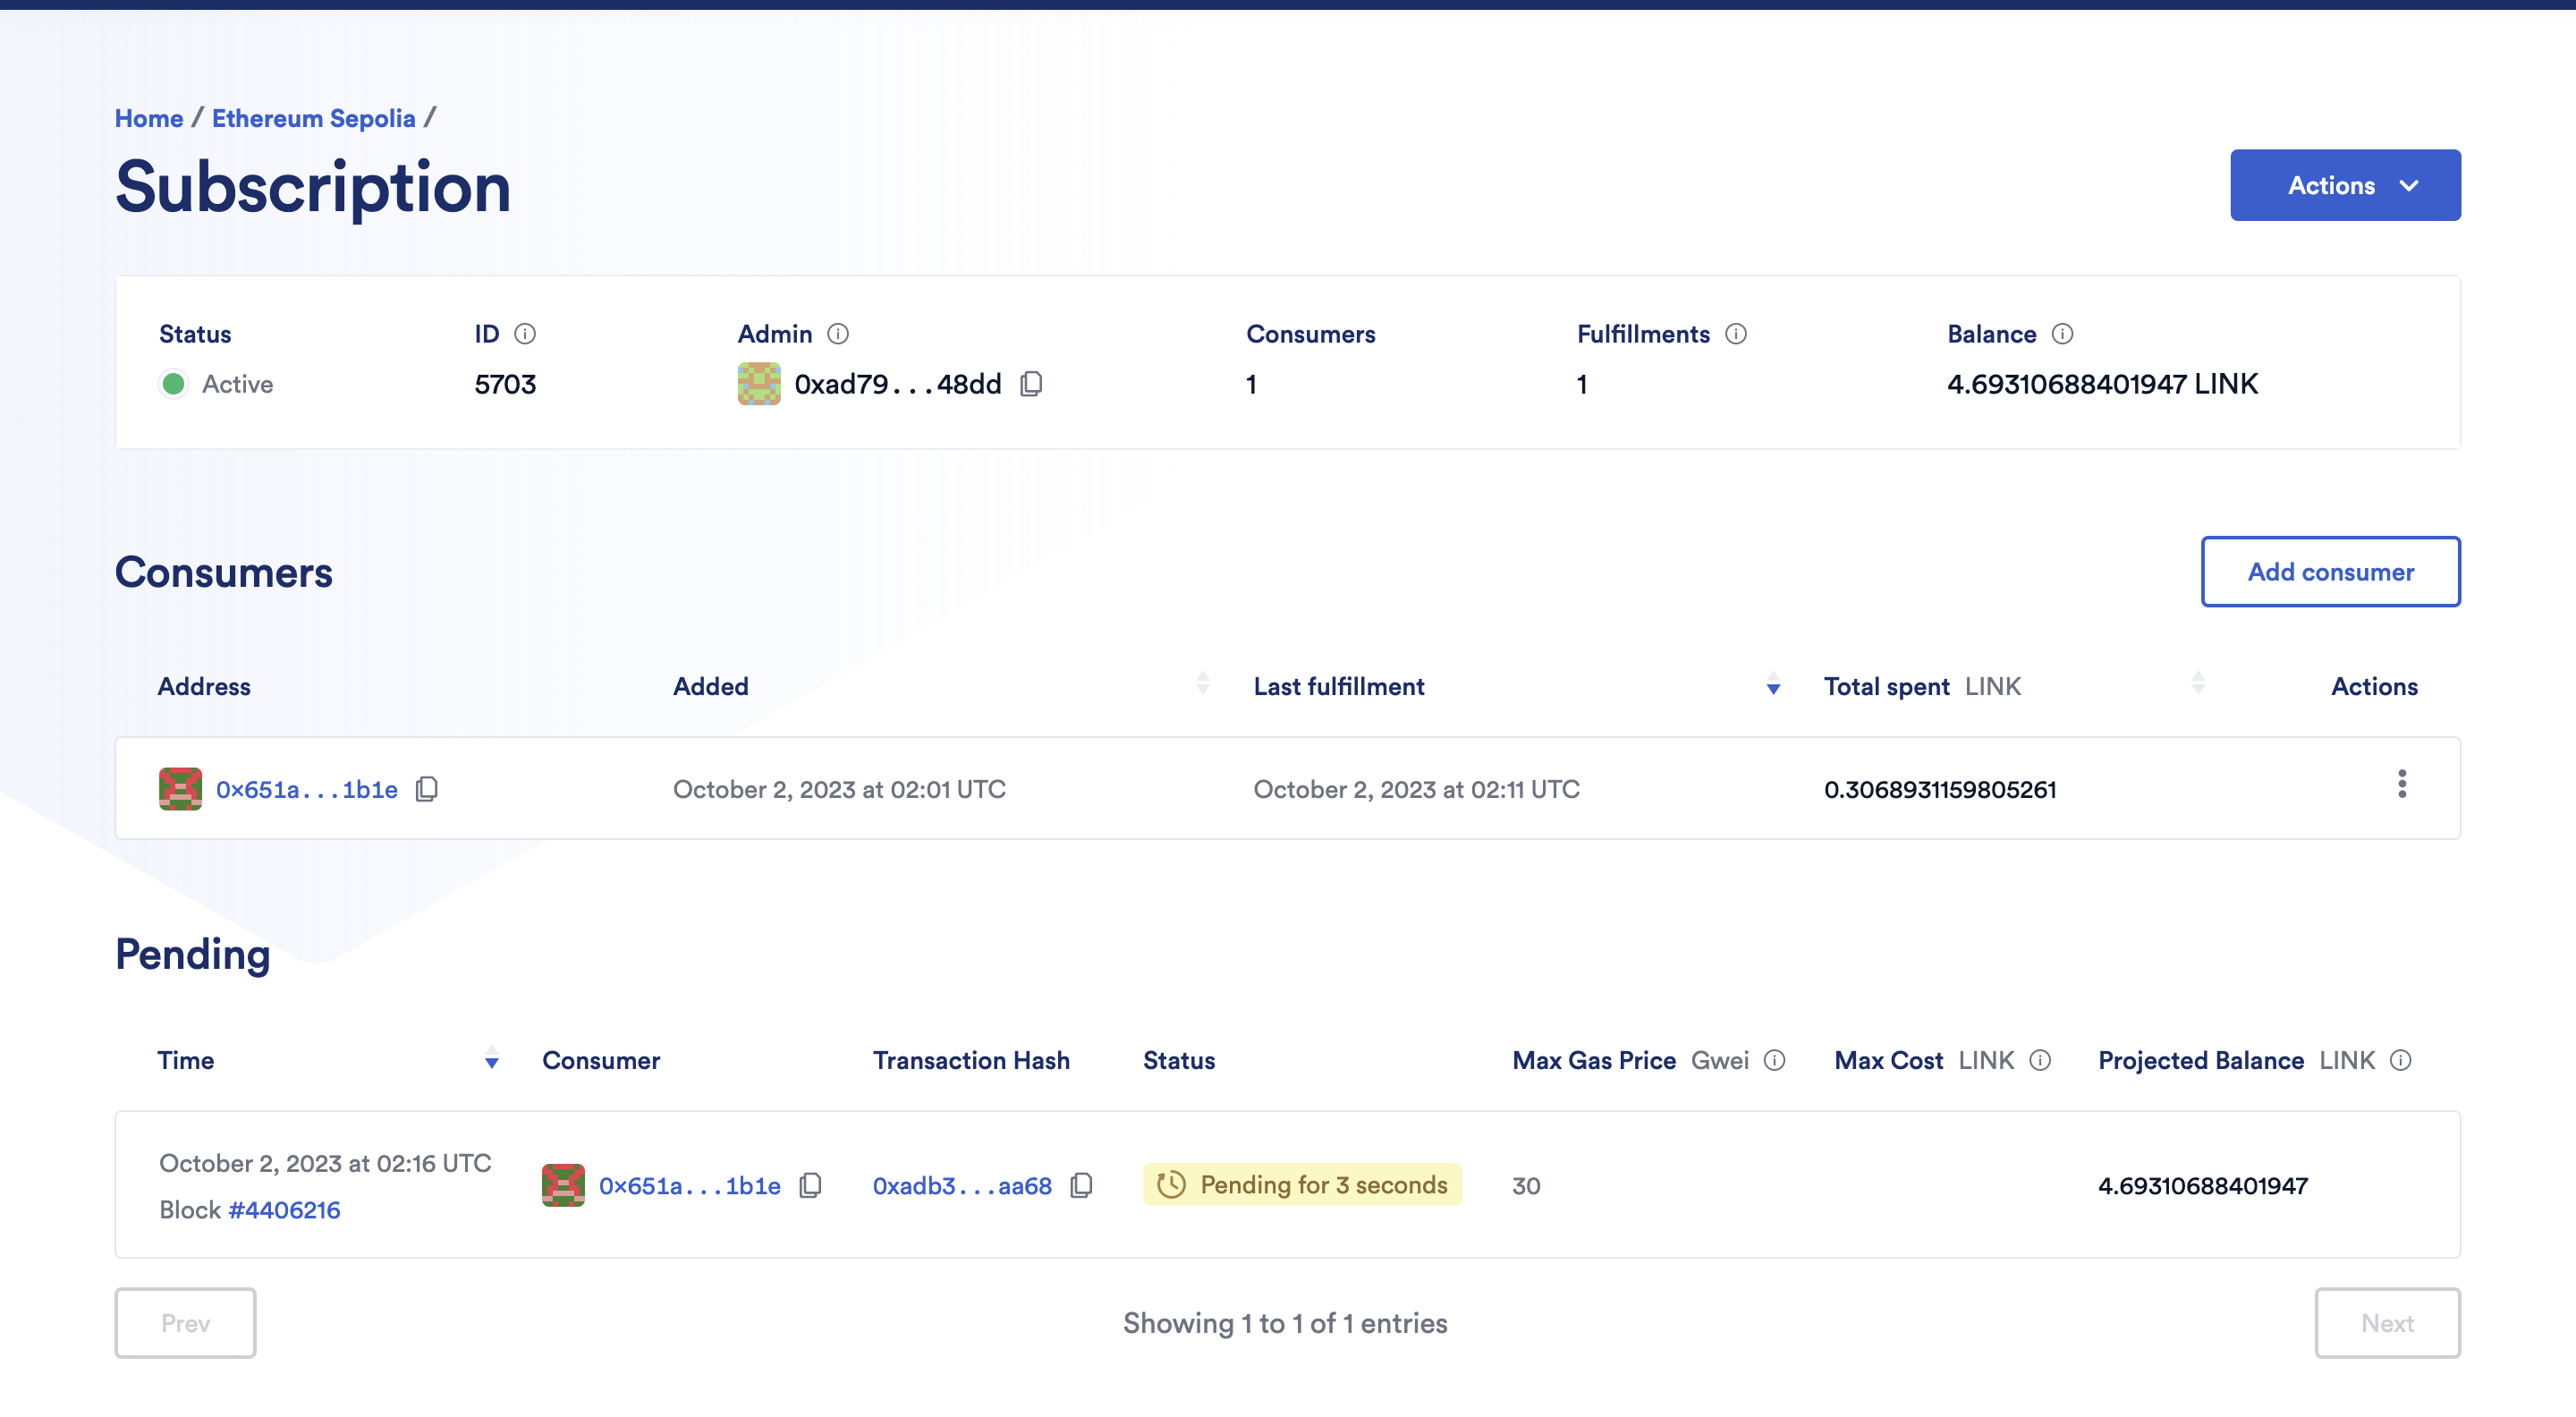 Home / Ethereum Sepolia /
Subscription
Actions
Status ID Admin Consumers Fulfillments Balance
Active 5703 0xad79...48dd 1 1 4.69310688401947 LINK
Consumers
Add consumer
Address Added Last fulfillment Total spent LINK Actions
0x651a...1b1e October 2, 2023 at 02:01 UTC October 2, 2023 at 02:11 UTC 0.3068931159805261
Pending
Time Consumer Transaction Hash Status Max Gas Price Gwei Max Cost LINK Projected Balance LINK
October 2, 2023 at 02:16 UTC
Block #4406216
0x651a...1b1e 0xadb3...aa68 Pending for 3 seconds 30 4.69310688401947
Prev Showing 1 to 1 of 1 entries Next